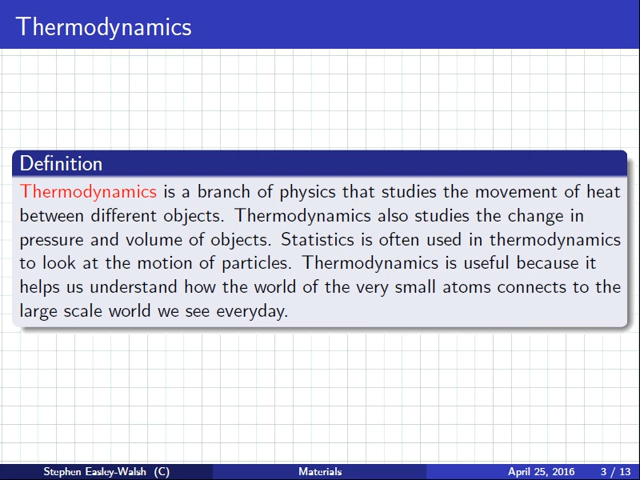 Thermodynamics
Definition
Thermodynamics is a branch of physics that studies the movement of heat
between different objects. Thermodynamics also studies the change in
pressure and volume of objects. Statistics is often used in thermodynamics
to look at the motion of particles. Thermodynamics is useful because it
helps us understand how the world of the very small atoms connects to the
large scale world we see everyday.
Stephen Easley-Walsh (C) Materials April 25, 2016 3 / 13